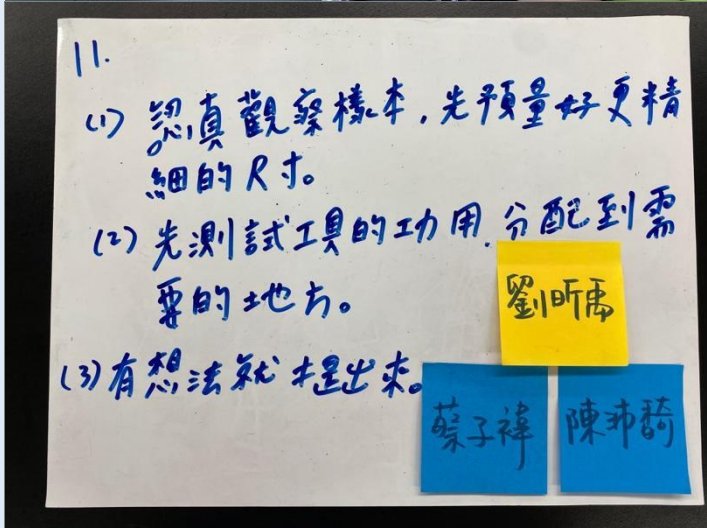 11.
(1) 認真觀察樣本,先預量好更精
細的尺寸。
(2) 先測試工具的功用,分配到需
要的地方。
(3) 有想法就提出來。
劉昕禹
蔡子禕
陳沛